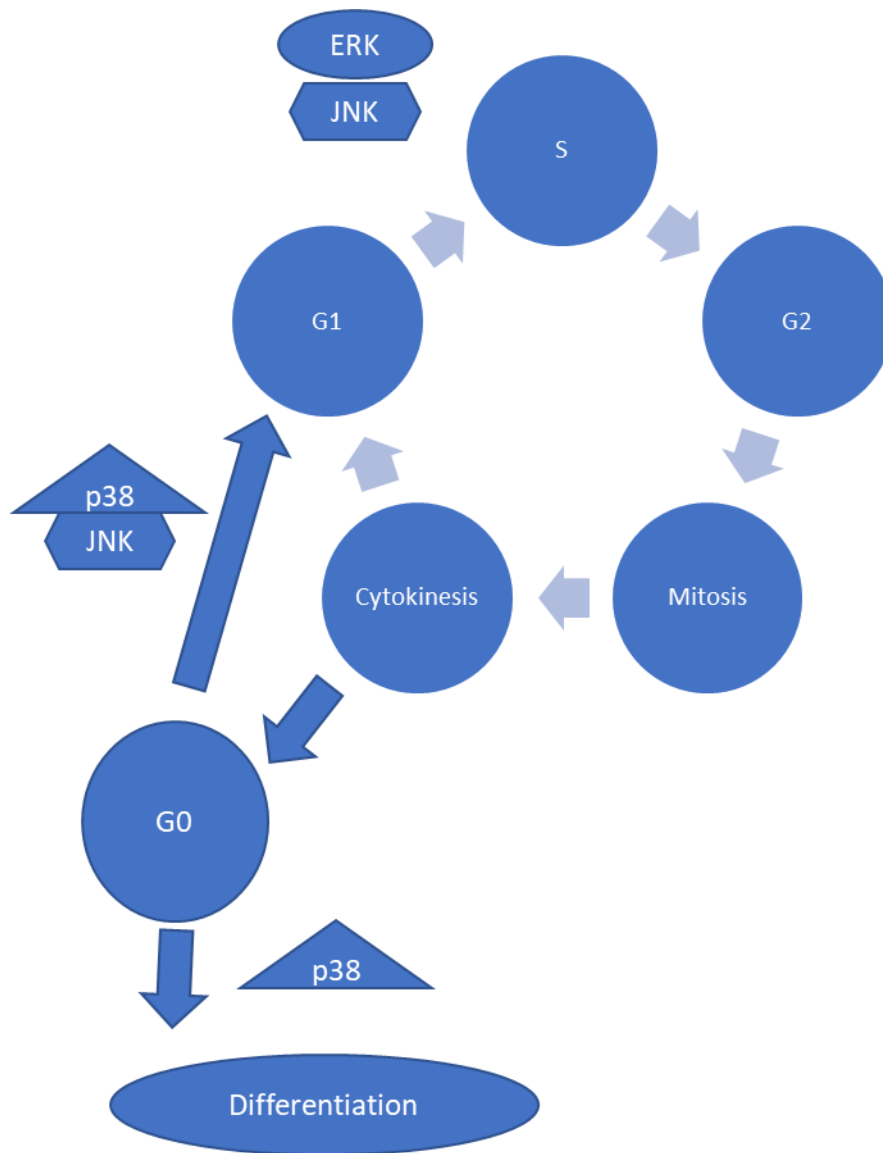 ERK
JNK
S
G1
G2
p38
JNK
Cytokinesis
Mitosis
G0
p38
Differentiation